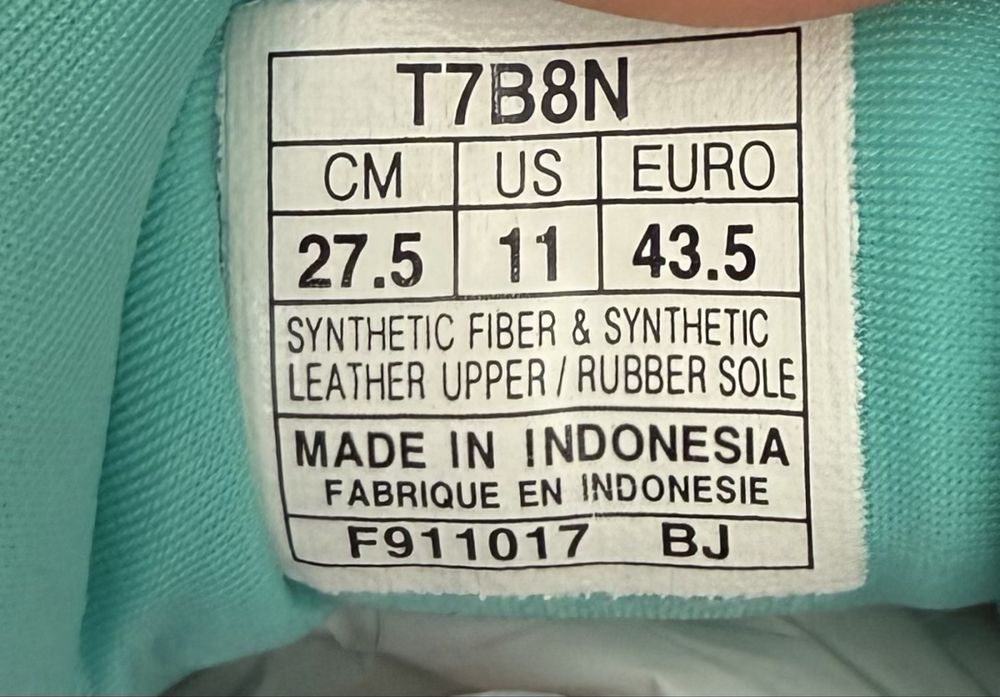 T7B8N
CM US EURO
27.5 11 43.5
SYNTHETIC FIBER & SYNTHETIC
LEATHER UPPER / RUBBER SOLE
MADE IN INDONESIA
FABRIQUE EN INDONESIE
F911017 BJ